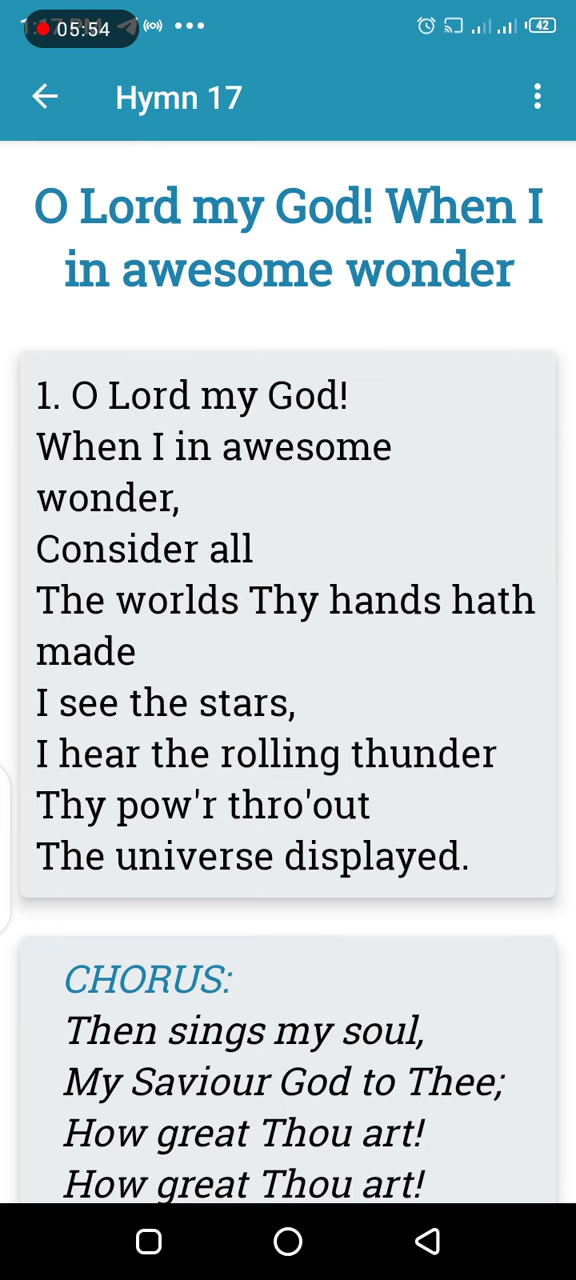 05:54
42
Hymn 17
O Lord my God! When I
in awesome wonder
1. O Lord my God!
When I in awesome
wonder,
Consider all
The worlds Thy hands hath
made
I see the stars,
I hear the rolling thunder
Thy pow'r thro'out
The universe displayed.
CHORUS:
Then sings my soul,
My Saviour God to Thee;
How great Thou art!
How great Thou art!